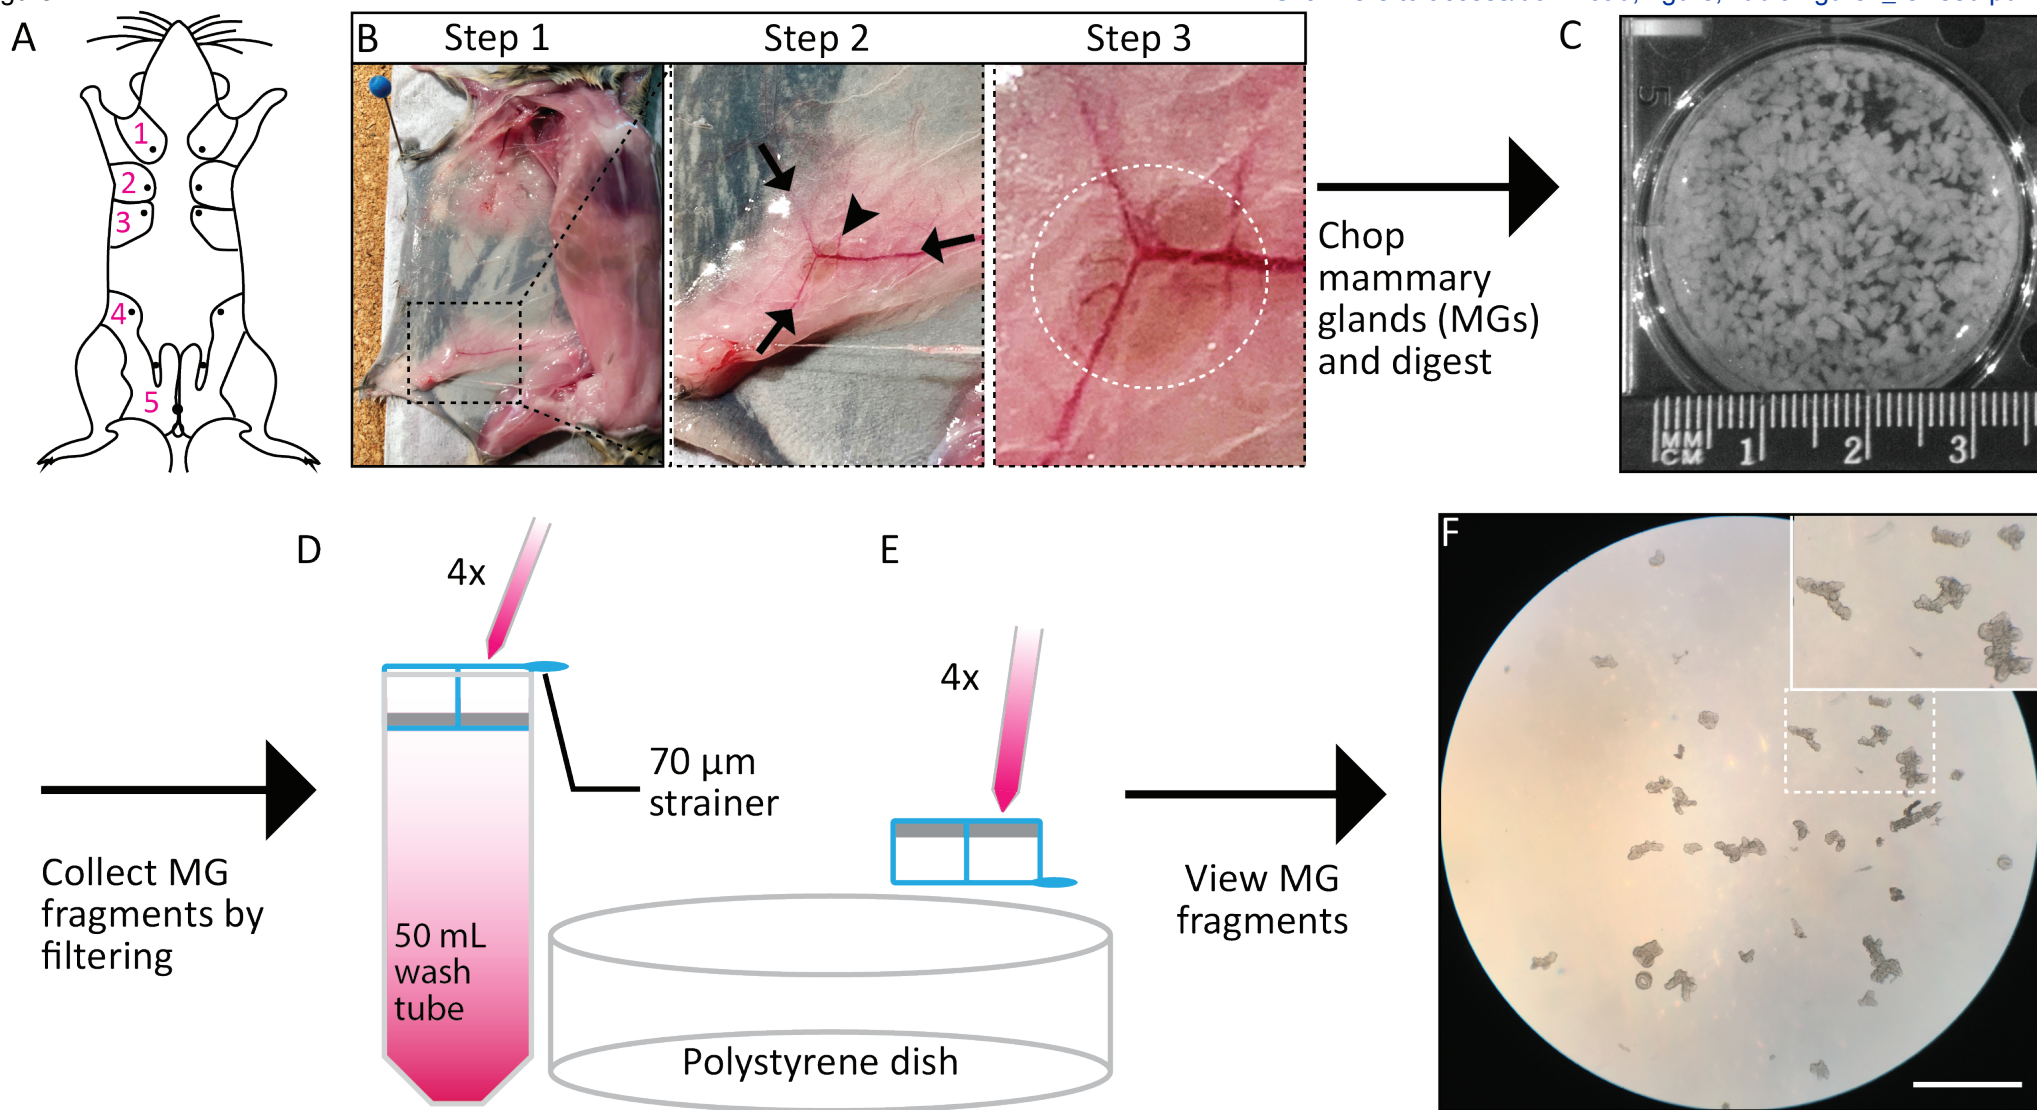 A
1
2
3
4
5
B
Step 1
Step 2
Step 3
Chop
mammary
glands (MGs)
and digest
C
MM
CM
1
2
3
Collect MG
fragments by
filtering
D
4x
70 µm
strainer
50 mL
wash
tube
E
4x
Polystyrene dish
View MG
fragments
F